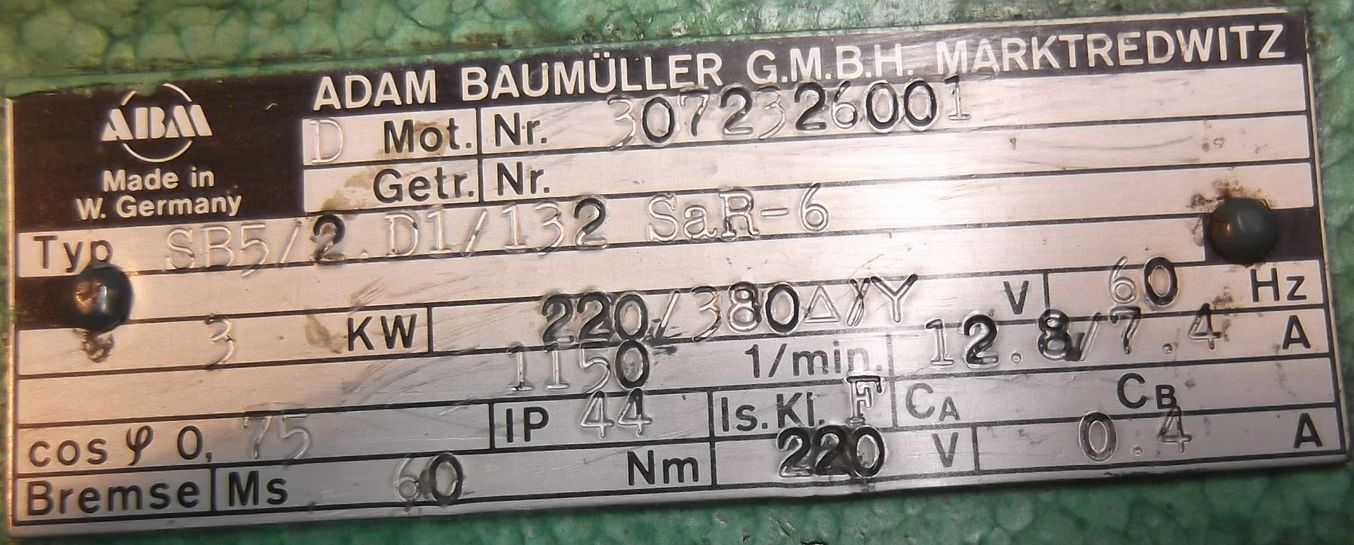 ADAM BAUMÜLLER G.M.B.H. MARKTREDWITZ
ABM
Made in
W. Germany
D Mot. Nr. 3072326001
Getr. Nr.
Typ SB5/2.D1/132 SaR-6
3 KW 220/380△/Y V 60 Hz
1150 1/min. 12.8/7.4 A
cos φ 0,75 IP 44 Is.Kl. F CA CB
Bremse Ms 60 Nm 220 V 0.4 A